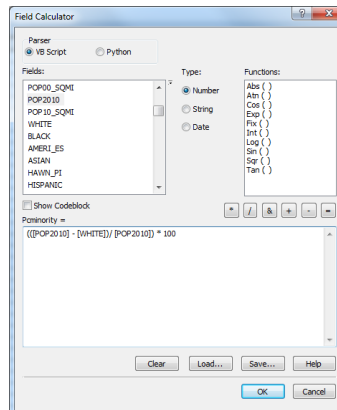 Field Calculator
Parser
VB Script Python
Fields:
Type:
Functions:
POP00_SQMI
POP2010
POP10_SQMI
WHITE
BLACK
AMERI_ES
ASIAN
HAWN_PI
HISPANIC
Number
String
Date
Abs ( )
Atn ( )
Cos ( )
Exp ( )
Fix ( )
Int ( )
Log ( )
Sin ( )
Sqr ( )
Tan ( )
Show Codeblock
* / & + - =
Pcminority =
(([POP2010] - [WHITE])/ [POP2010]) * 100
Clear Load... Save... Help
OK Cancel